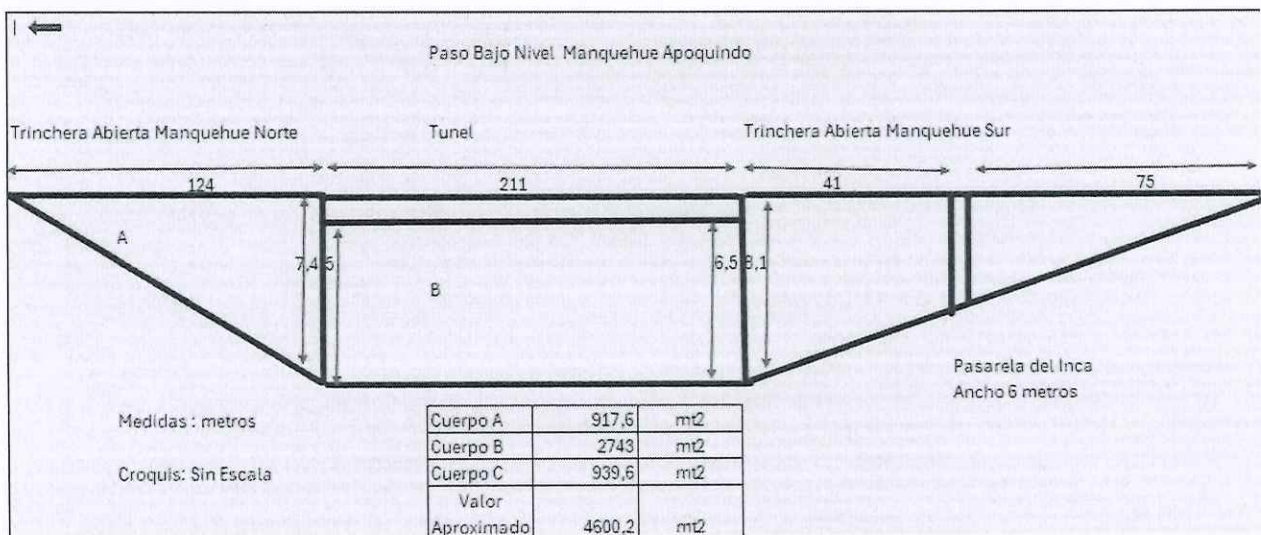 Paso Bajo Nivel Manquehue Apoquindo
Trinchera Abierta Manquehue Norte Tunel Trinchera Abierta Manquehue Sur
124 211 41 75
A
7,4 6,5 8,1
B
Pasarela del Inca
Ancho 6 metros
Medidas : metros
Croquis: Sin Escala
Cuerpo A 917,6 mt2
Cuerpo B 2743 mt2
Cuerpo C 939,6 mt2
Valor
Aproximado 4600,2 mt2